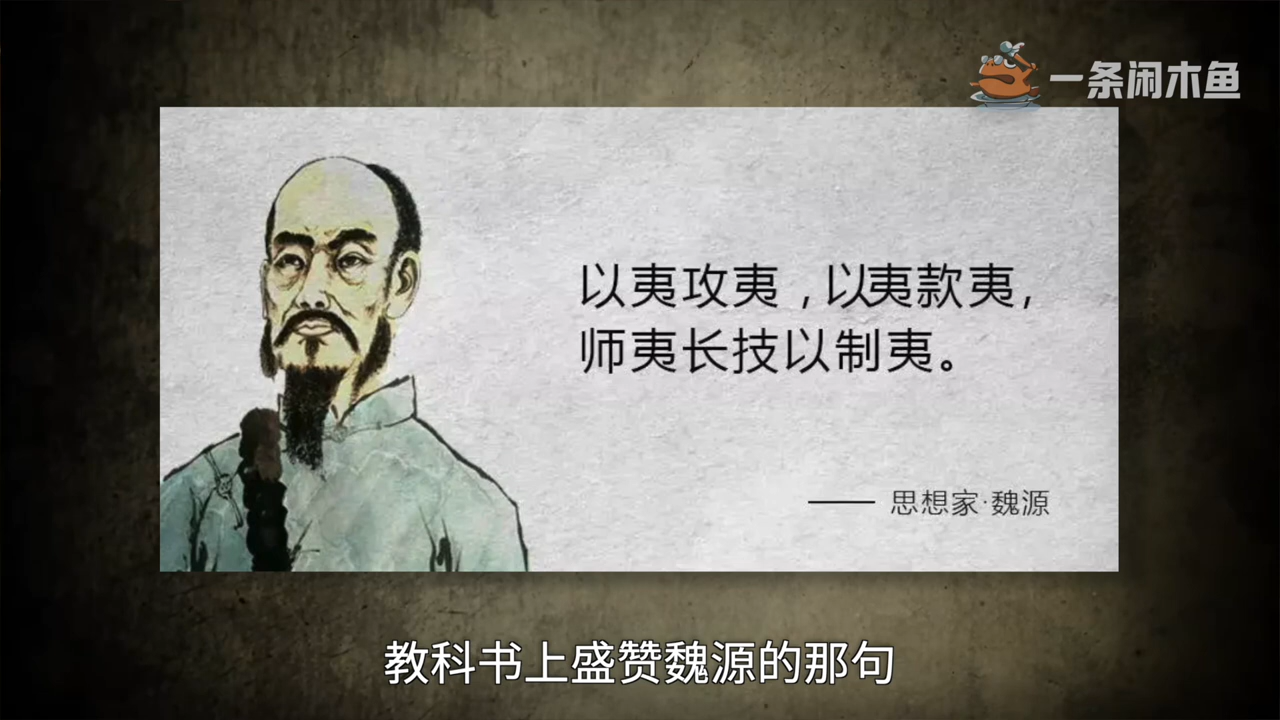 一条闲木鱼
以夷攻夷，以夷款夷，
师夷长技以制夷。
—— 思想家·魏源
教科书上盛赞魏源的那句